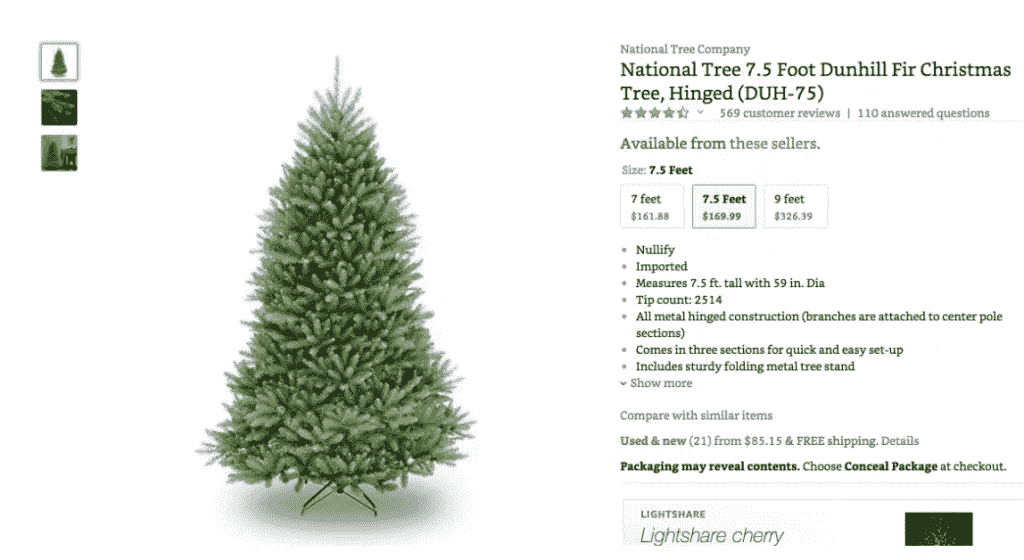 National Tree Company
National Tree 7.5 Foot Dunhill Fir Christmas
Tree, Hinged (DUH-75)
569 customer reviews | 110 answered questions
Available from these sellers.
Size: 7.5 Feet
7 feet
$161.88
7.5 Feet
$169.99
9 feet
$326.39
Nullify
Imported
Measures 7.5 ft. tall with 59 in. Dia
Tip count: 2514
All metal hinged construction (branches are attached to center pole
sections)
Comes in three sections for quick and easy set-up
Includes sturdy folding metal tree stand
Show more
Compare with similar items
Used & new (21) from $85.15 & FREE shipping. Details
Packaging may reveal contents. Choose Conceal Package at checkout.
LIGHTSHARE
Lightshare cherry